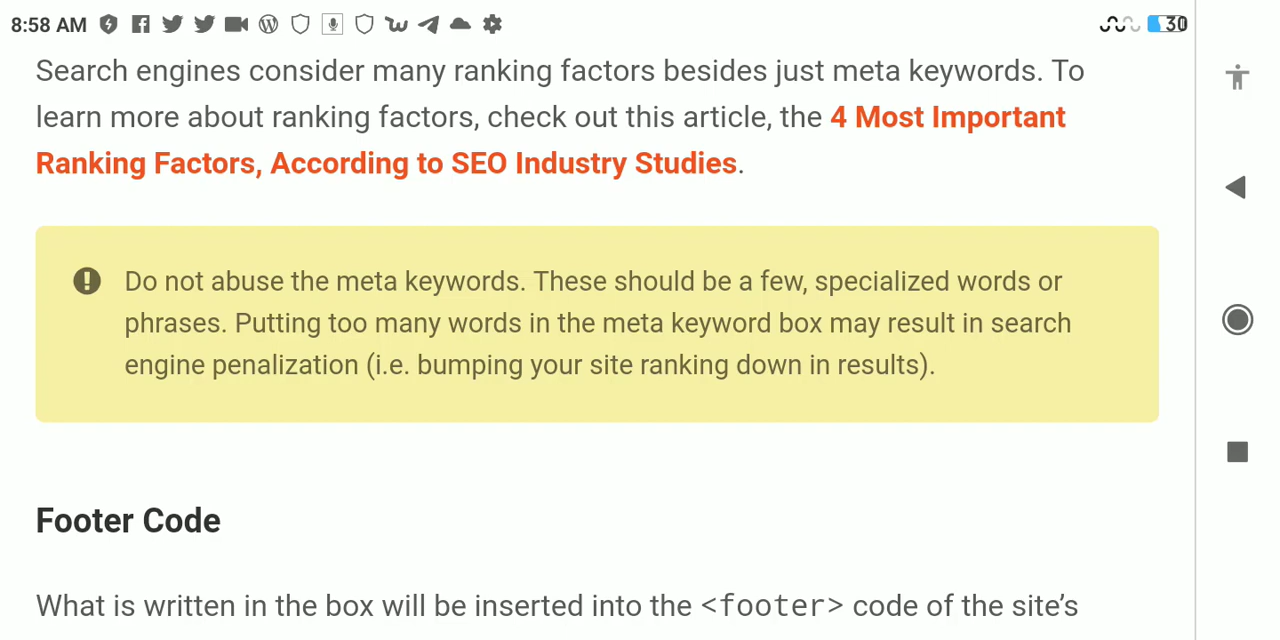 8:58 AM 30
Search engines consider many ranking factors besides just meta keywords. To
learn more about ranking factors, check out this article, the 4 Most Important
Ranking Factors, According to SEO Industry Studies.
Do not abuse the meta keywords. These should be a few, specialized words or
phrases. Putting too many words in the meta keyword box may result in search
engine penalization (i.e. bumping your site ranking down in results).
Footer Code
What is written in the box will be inserted into the <footer> code of the site’s